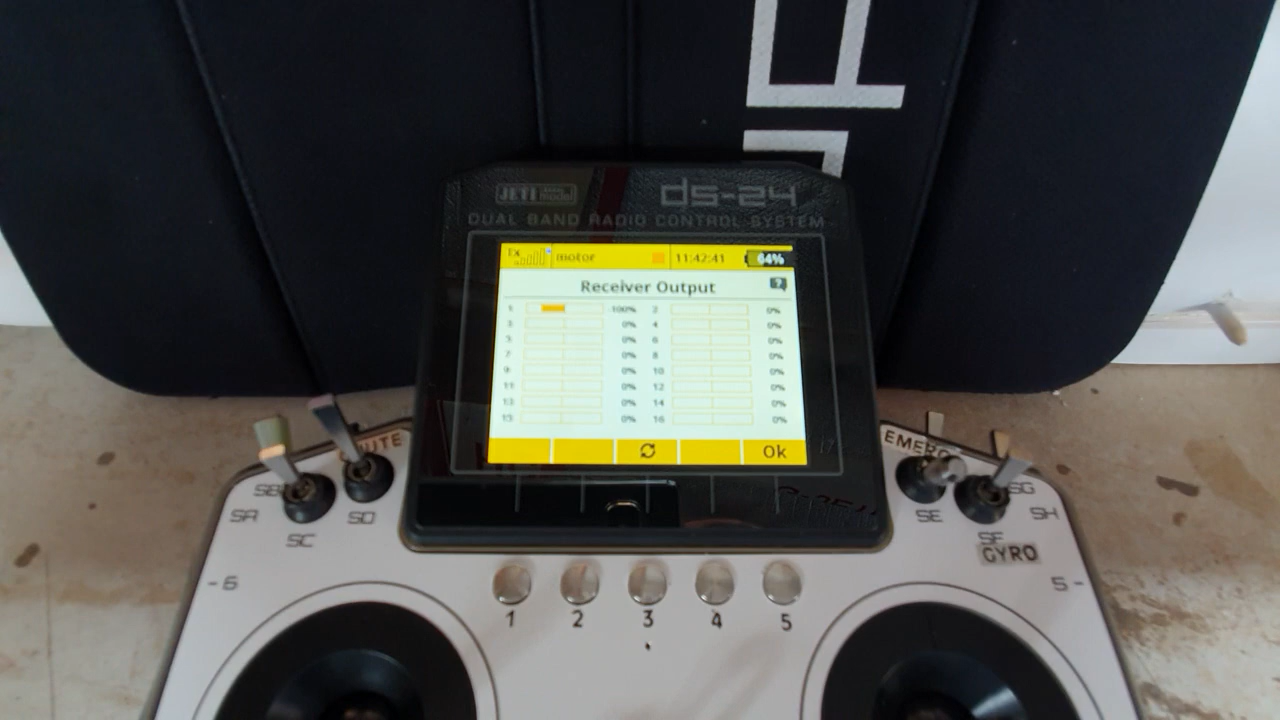 JETI model
ds-24
DUAL BAND RADIO CONTROL SYSTEM
Tx motor 11:42:41 64%
Receiver Output ?
1 100% 2 0%
3 0% 4 0%
5 0% 6 0%
7 0% 8 0%
9 0% 10 0%
11 0% 12 0%
13 0% 14 0%
15 0% 16 0%
Ok
SB
SA
SD
SC
SE
SG
SH
SF
GYRO
- 6
5 -
1 2 3 4 5